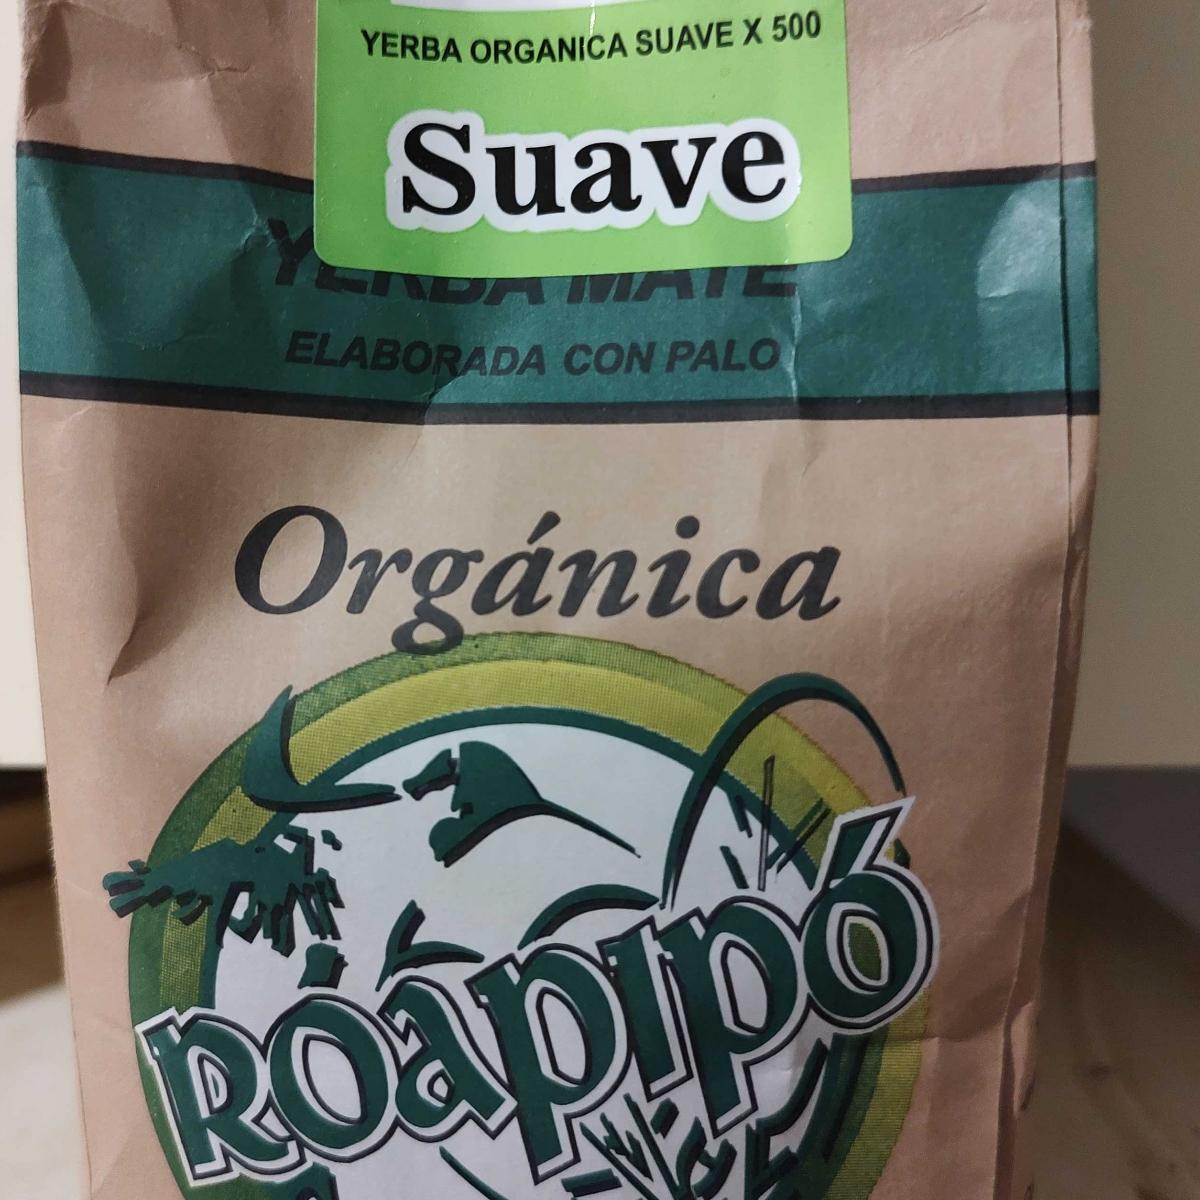 YERBA ORGANICA SUAVE X 500
Suave
YERBA MATE
ELABORADA CON PALO
Orgánica
ROAPIPÓ